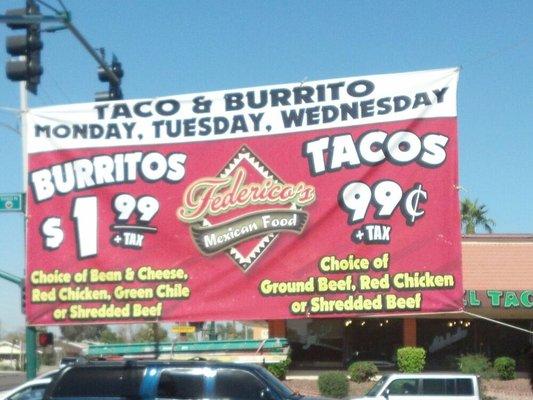 TACO & BURRITO
MONDAY, TUESDAY, WEDNESDAY
BURRITOS
$1 99
+ TAX
Choice of Bean & Cheese,
Red Chicken, Green Chile
or Shredded Beef
Federico's
Mexican Food
TACOS
99¢
+ TAX
Choice of
Ground Beef, Red Chicken
or Shredded Beef
EL TACO